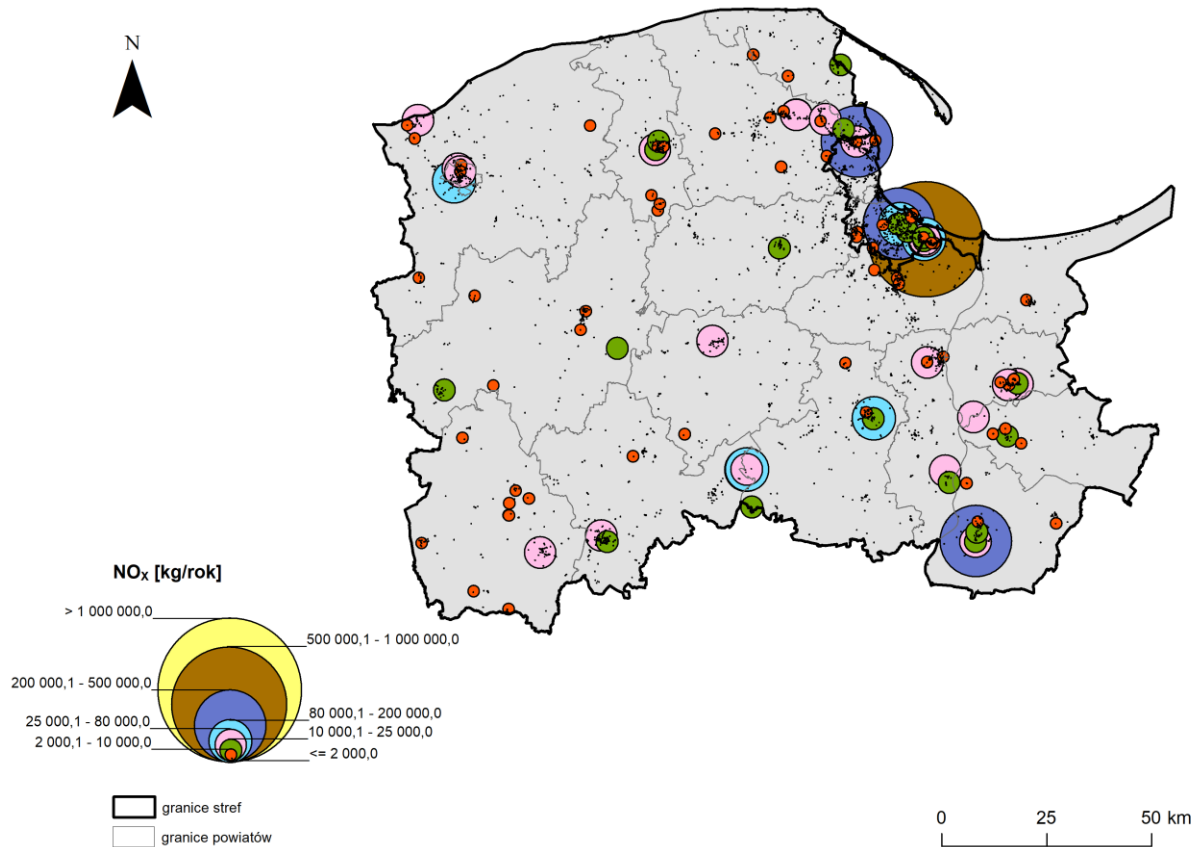 N
NOx [kg/rok]
> 1 000 000,0
500 000,1 - 1 000 000,0
200 000,1 - 500 000,0
80 000,1 - 200 000,0
25 000,1 - 80 000,0
10 000,1 - 25 000,0
2 000,1 - 10 000,0
<= 2 000,0
granice stref
granice powiatów
0 25 50 km